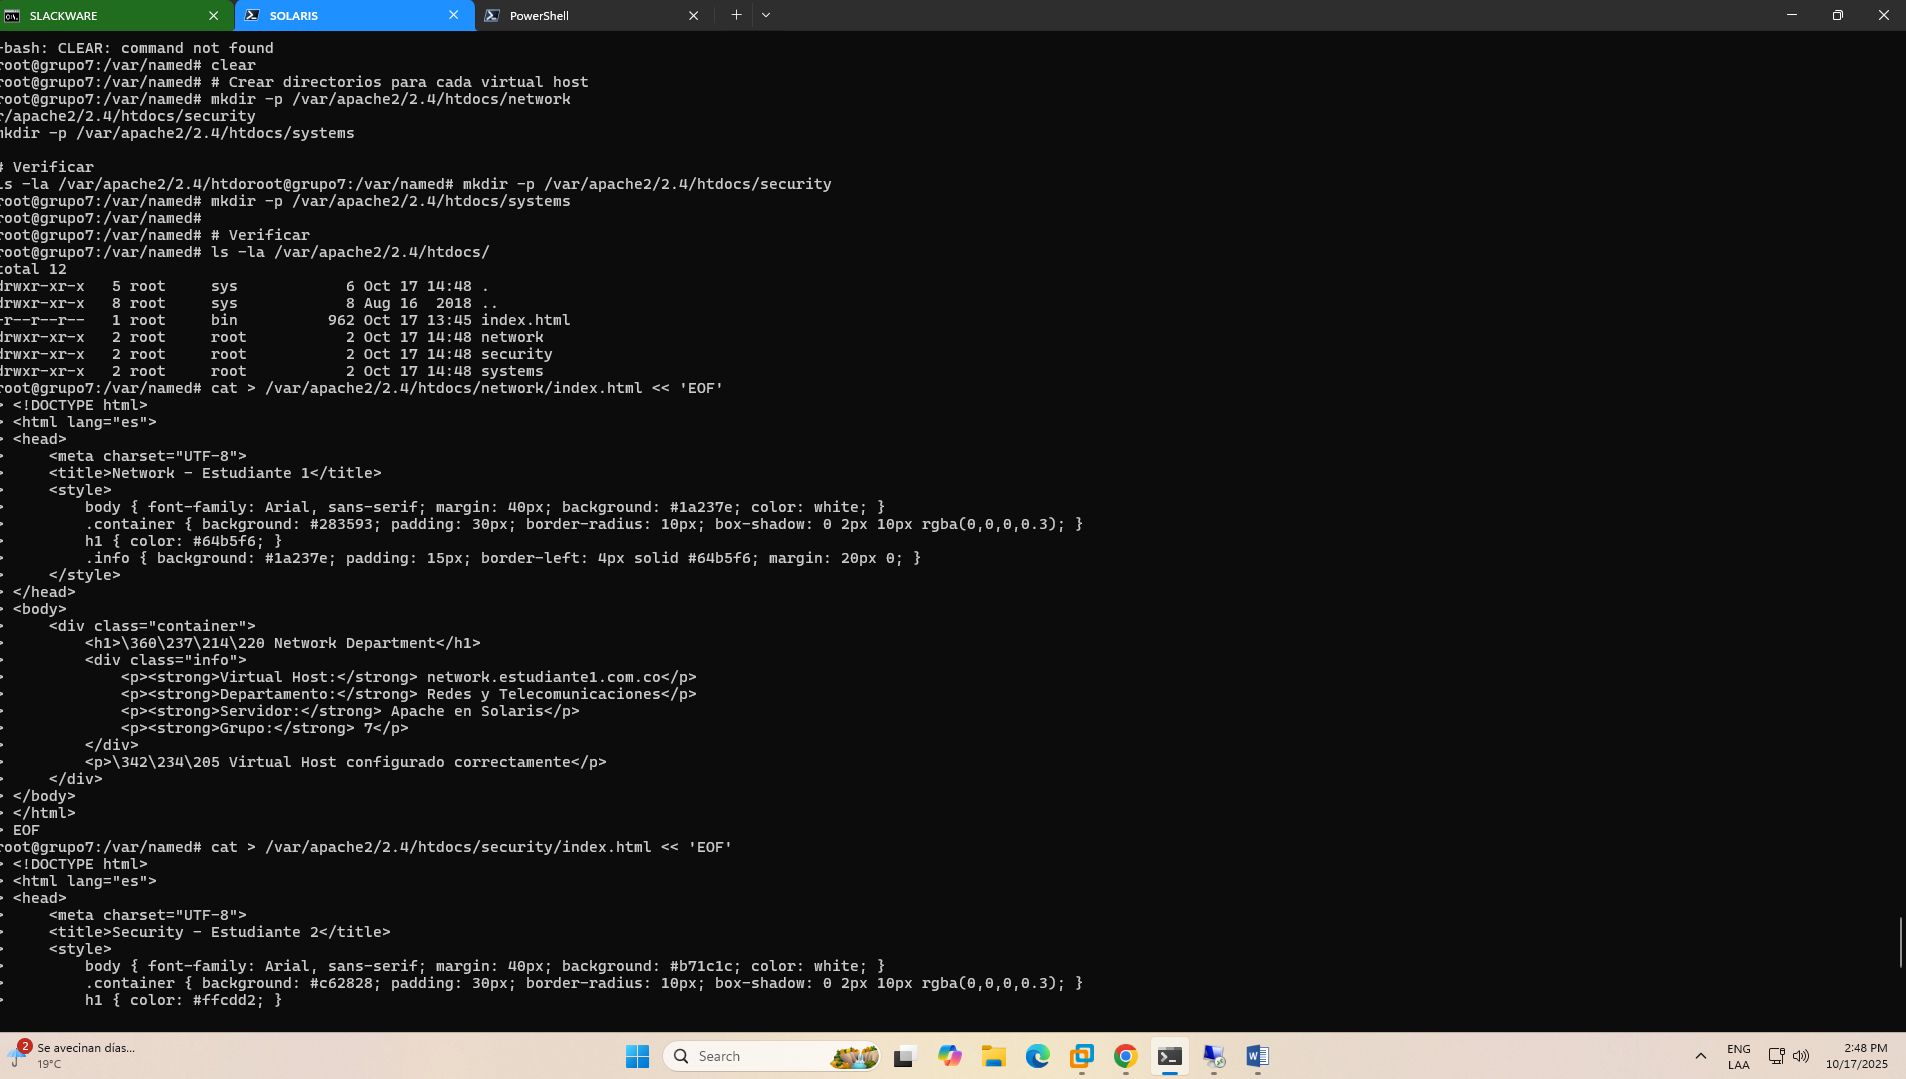 SLACKWARE
SOLARIS
PowerShell
-bash: CLEAR: command not found
root@grupo7:/var/named# clear
root@grupo7:/var/named# # Crear directorios para cada virtual host
root@grupo7:/var/named# mkdir -p /var/apache2/2.4/htdocs/network
r/apache2/2.4/htdocs/security
mkdir -p /var/apache2/2.4/htdocs/systems
# Verificar
ls -la /var/apache2/2.4/htdoroot@grupo7:/var/named# mkdir -p /var/apache2/2.4/htdocs/security
root@grupo7:/var/named# mkdir -p /var/apache2/2.4/htdocs/systems
root@grupo7:/var/named#
root@grupo7:/var/named# # Verificar
root@grupo7:/var/named# ls -la /var/apache2/2.4/htdocs/
total 12
drwxr-xr-x   5 root     sys            6 Oct 17 14:48 .
drwxr-xr-x   8 root     sys            8 Aug 16  2018 ..
-r--r--r--   1 root     bin          962 Oct 17 13:45 index.html
drwxr-xr-x   2 root     root           2 Oct 17 14:48 network
drwxr-xr-x   2 root     root           2 Oct 17 14:48 security
drwxr-xr-x   2 root     root           2 Oct 17 14:48 systems
root@grupo7:/var/named# cat > /var/apache2/2.4/htdocs/network/index.html << 'EOF'
> <!DOCTYPE html>
> <html lang="es">
> <head>
>     <meta charset="UTF-8">
>     <title>Network - Estudiante 1</title>
>     <style>
>         body { font-family: Arial, sans-serif; margin: 40px; background: #1a237e; color: white; }
>         .container { background: #283593; padding: 30px; border-radius: 10px; box-shadow: 0 2px 10px rgba(0,0,0,0.3); }
>         h1 { color: #64b5f6; }
>         .info { background: #1a237e; padding: 15px; border-left: 4px solid #64b5f6; margin: 20px 0; }
>     </style>
> </head>
> <body>
>     <div class="container">
>         <h1>\360\237\214\220 Network Department</h1>
>         <div class="info">
>             <p><strong>Virtual Host:</strong> network.estudiante1.com.co</p>
>             <p><strong>Departamento:</strong> Redes y Telecomunicaciones</p>
>             <p><strong>Servidor:</strong> Apache en Solaris</p>
>             <p><strong>Grupo:</strong> 7</p>
>         </div>
>         <p>\342\234\205 Virtual Host configurado correctamente</p>
>     </div>
> </body>
> </html>
> EOF
root@grupo7:/var/named# cat > /var/apache2/2.4/htdocs/security/index.html << 'EOF'
> <!DOCTYPE html>
> <html lang="es">
> <head>
>     <meta charset="UTF-8">
>     <title>Security - Estudiante 2</title>
>     <style>
>         body { font-family: Arial, sans-serif; margin: 40px; background: #b71c1c; color: white; }
>         .container { background: #c62828; padding: 30px; border-radius: 10px; box-shadow: 0 2px 10px rgba(0,0,0,0.3); }
>         h1 { color: #ffcdd2; }
2
Se avecinan días...
19°C
Search
ENG
LAA
2:48 PM
10/17/2025